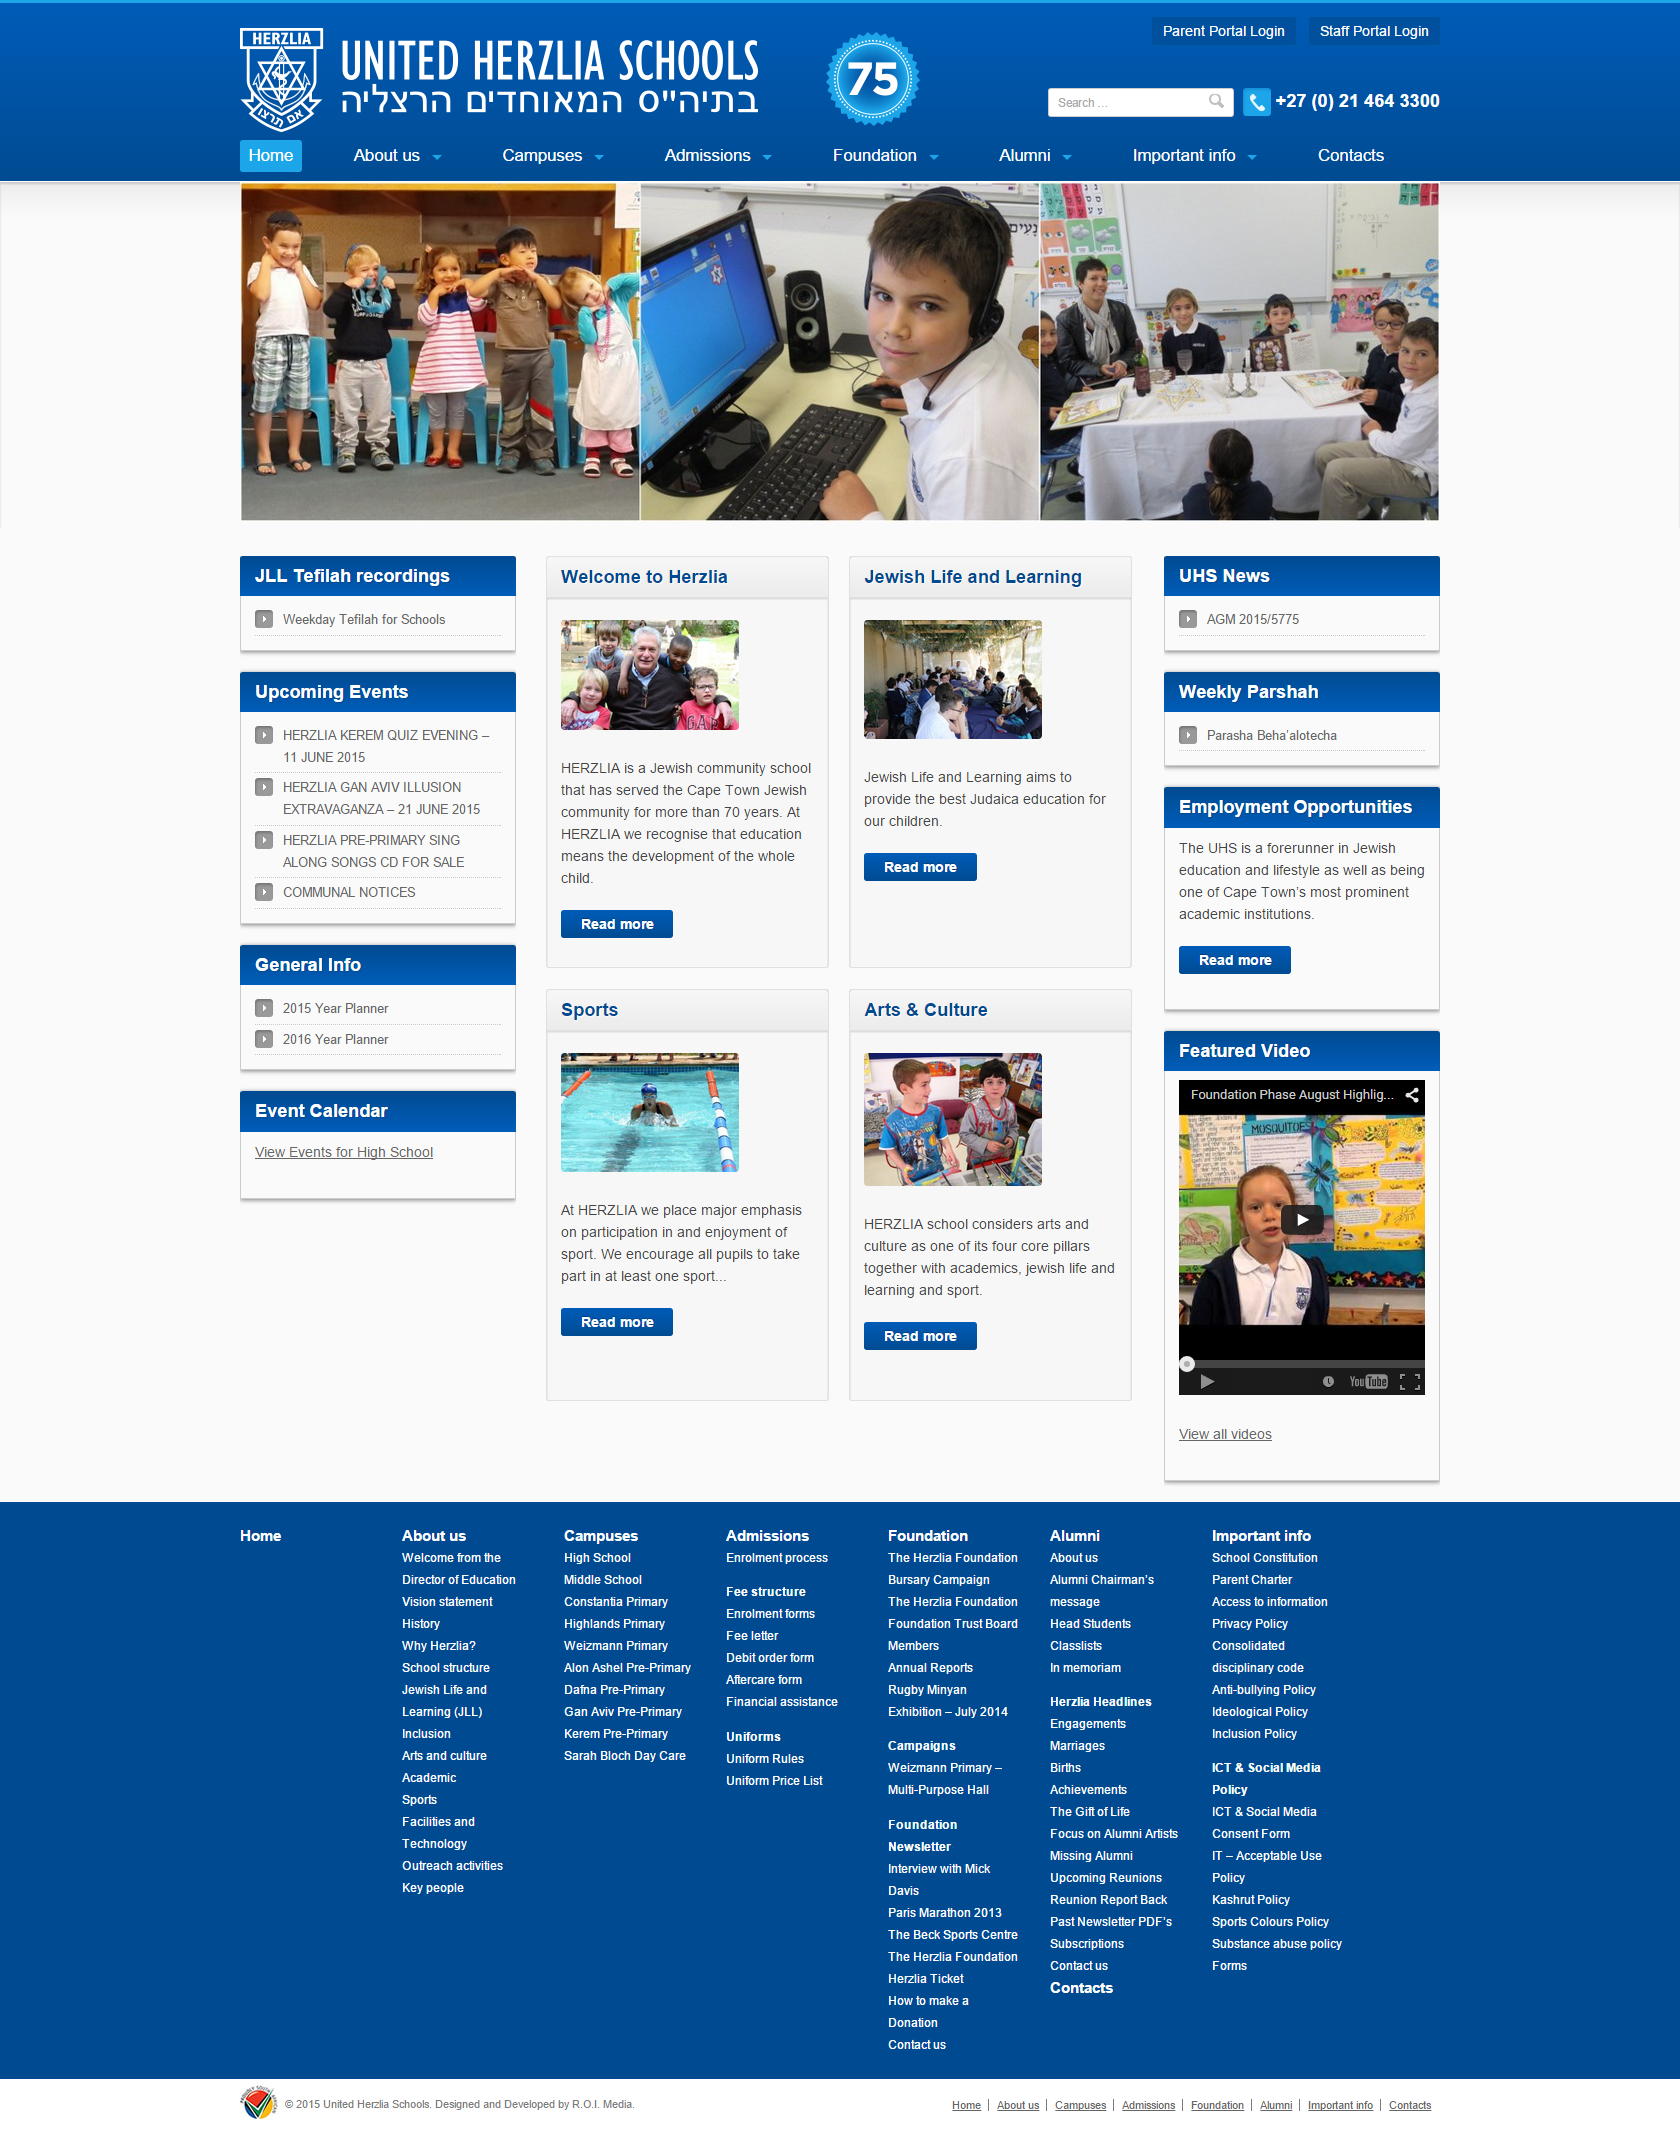 Parent Portal Login
Staff Portal Login
HERZLIA
אם תרצו
UNITED HERZLIA SCHOOLS
בתיה"ס המאוחדים הרצליה
75
Search ...
+27 (0) 21 464 3300
Home
About us
Campuses
Admissions
Foundation
Alumni
Important info
Contacts
JLL Tefilah recordings
Weekday Tefilah for Schools
Upcoming Events
HERZLIA KEREM QUIZ EVENING –
11 JUNE 2015
HERZLIA GAN AVIV ILLUSION
EXTRAVAGANZA – 21 JUNE 2015
HERZLIA PRE-PRIMARY SING
ALONG SONGS CD FOR SALE
COMMUNAL NOTICES
General Info
2015 Year Planner
2016 Year Planner
Event Calendar
View Events for High School
Welcome to Herzlia
HERZLIA is a Jewish community school
that has served the Cape Town Jewish
community for more than 70 years. At
HERZLIA we recognise that education
means the development of the whole
child.
Read more
Jewish Life and Learning
Jewish Life and Learning aims to
provide the best Judaica education for
our children.
Read more
Sports
At HERZLIA we place major emphasis
on participation in and enjoyment of
sport. We encourage all pupils to take
part in at least one sport...
Read more
Arts & Culture
HERZLIA school considers arts and
culture as one of its four core pillars
together with academics, jewish life and
learning and sport.
Read more
UHS News
AGM 2015/5775
Weekly Parshah
Parasha Beha'alotecha
Employment Opportunities
The UHS is a forerunner in Jewish
education and lifestyle as well as being
one of Cape Town's most prominent
academic institutions.
Read more
Featured Video
Foundation Phase August Highlig...
MOSQUITOES
YouTube
View all videos
Home
About us
Welcome from the
Director of Education
Vision statement
History
Why Herzlia?
School structure
Jewish Life and
Learning (JLL)
Inclusion
Arts and culture
Academic
Sports
Facilities and
Technology
Outreach activities
Key people
Campuses
High School
Middle School
Constantia Primary
Highlands Primary
Weizmann Primary
Alon Ashel Pre-Primary
Dafna Pre-Primary
Gan Aviv Pre-Primary
Kerem Pre-Primary
Sarah Bloch Day Care
Admissions
Enrolment process
Fee structure
Enrolment forms
Fee letter
Debit order form
Aftercare form
Financial assistance
Uniforms
Uniform Rules
Uniform Price List
Foundation
The Herzlia Foundation
Bursary Campaign
The Herzlia Foundation
Foundation Trust Board
Members
Annual Reports
Rugby Minyan
Exhibition – July 2014
Campaigns
Weizmann Primary –
Multi-Purpose Hall
Foundation
Newsletter
Interview with Mick
Davis
Paris Marathon 2013
The Beck Sports Centre
The Herzlia Foundation
Herzlia Ticket
How to make a
Donation
Contact us
Alumni
About us
Alumni Chairman's
message
Head Students
Classlists
In memoriam
Herzlia Headlines
Engagements
Marriages
Births
Achievements
The Gift of Life
Focus on Alumni Artists
Missing Alumni
Upcoming Reunions
Reunion Report Back
Past Newsletter PDF's
Subscriptions
Contact us
Contacts
Important info
School Constitution
Parent Charter
Access to information
Privacy Policy
Consolidated
disciplinary code
Anti-bullying Policy
Ideological Policy
Inclusion Policy
ICT & Social Media
Policy
ICT & Social Media
Consent Form
IT – Acceptable Use
Policy
Kashrut Policy
Sports Colours Policy
Substance abuse policy
Forms
© 2015 United Herzlia Schools. Designed and Developed by R.O.I. Media.
Home | About us | Campuses | Admissions | Foundation | Alumni | Important info | Contacts